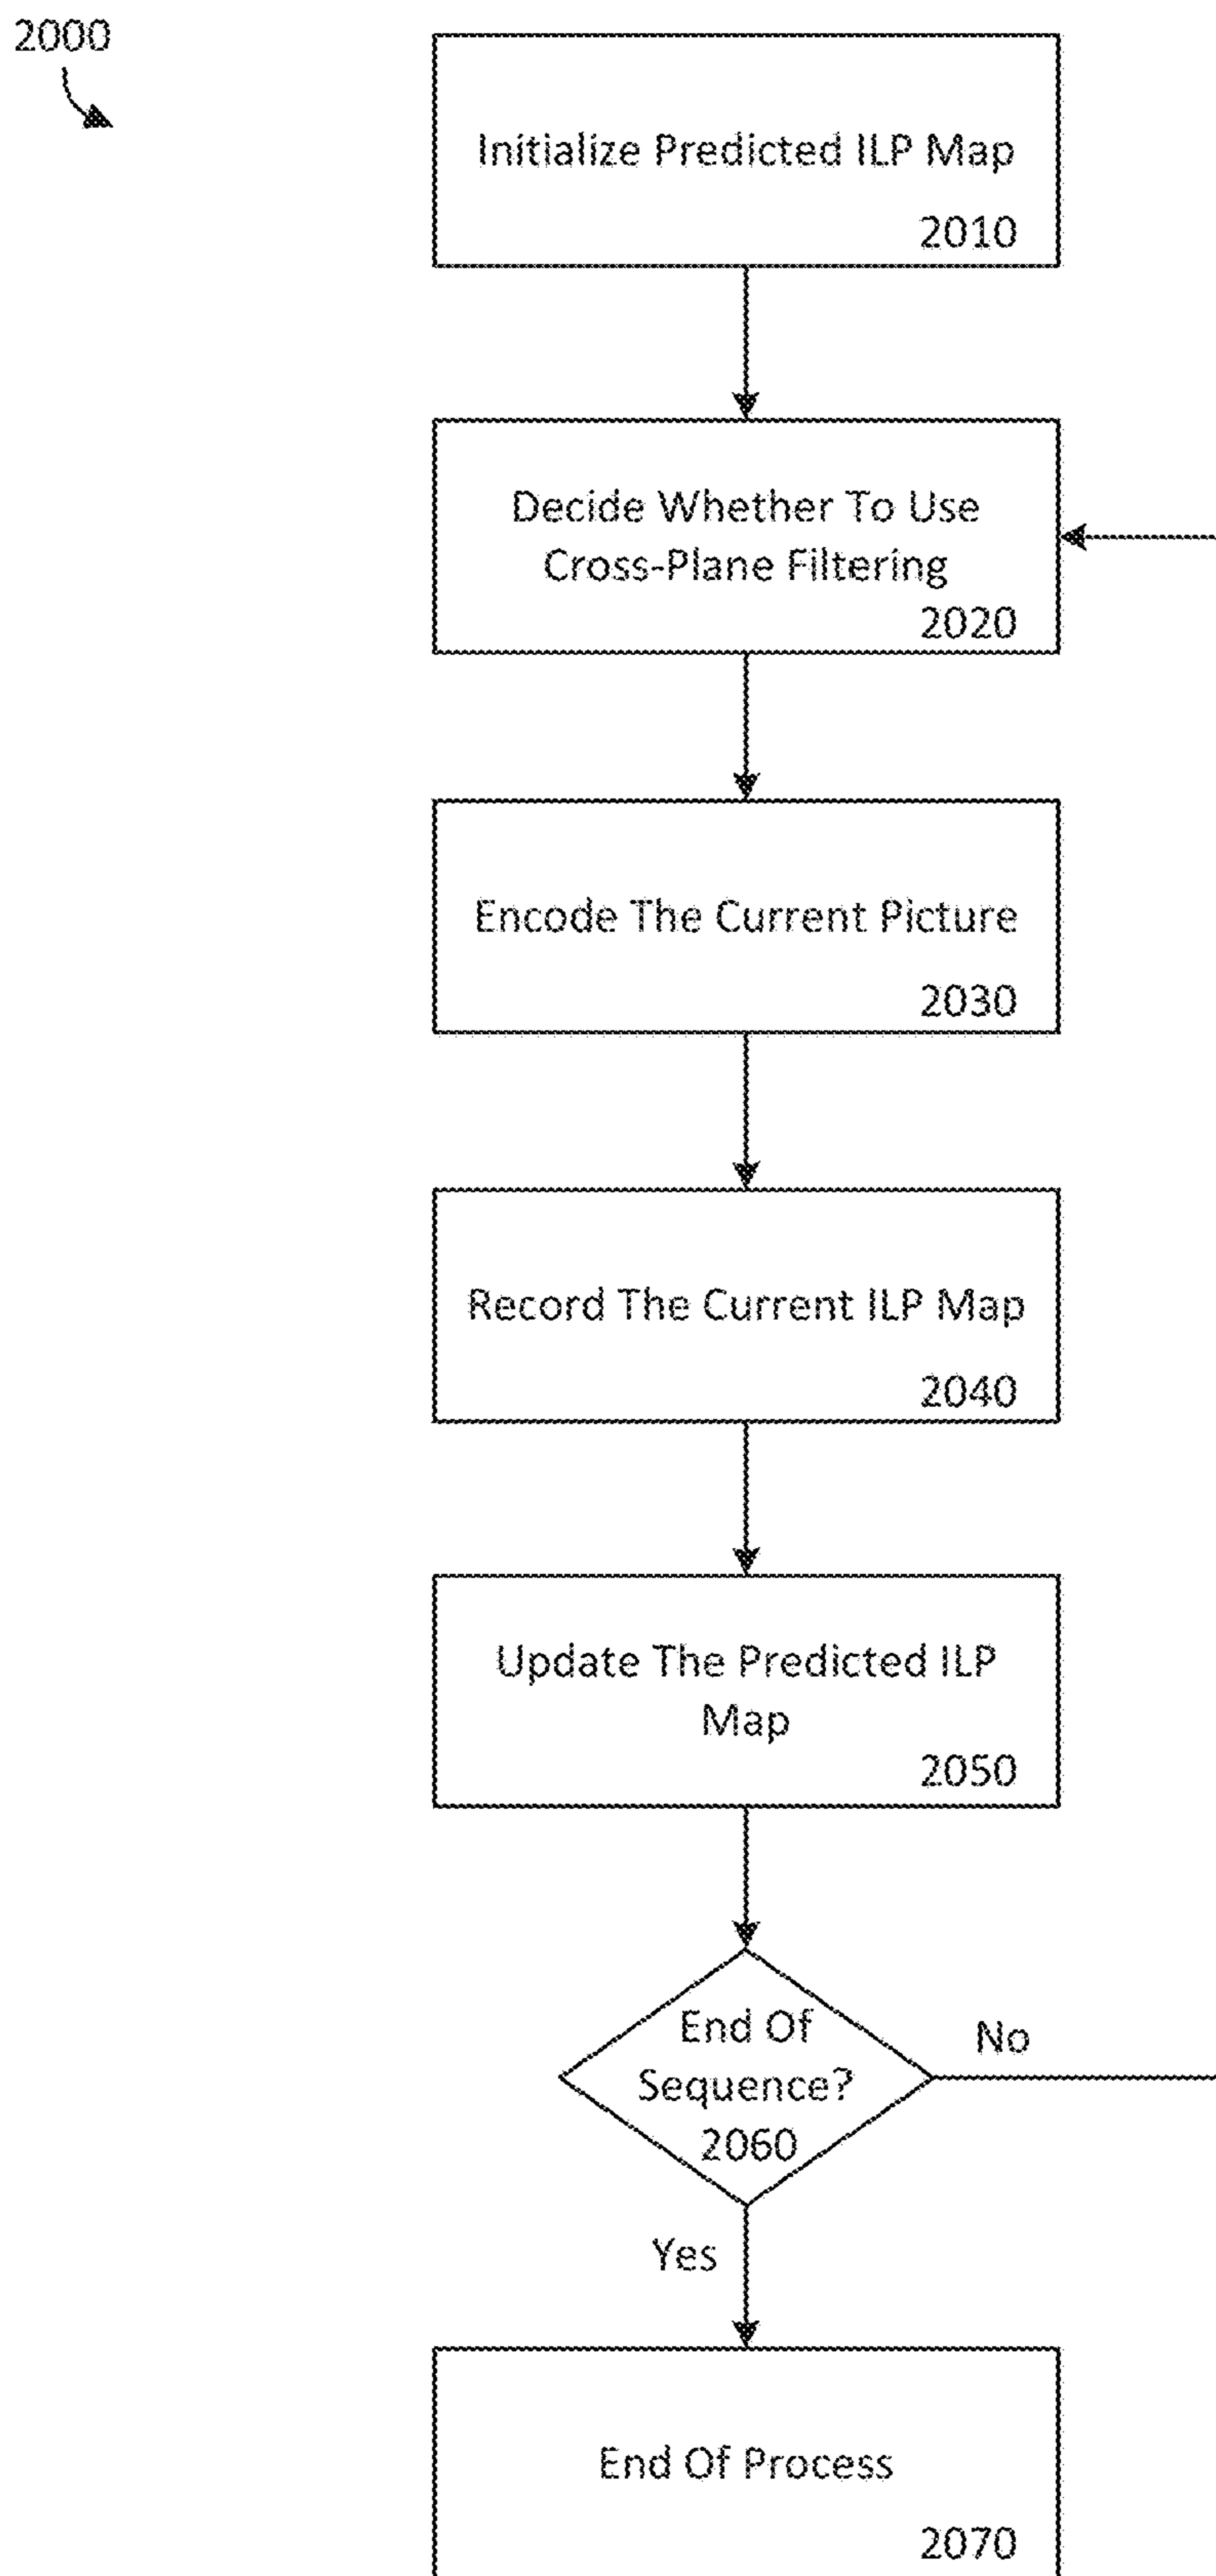 2000
Initialize Predicted ILP Map
2010
Decide Whether To Use
Cross-Plane Filtering
2020
Encode The Current Picture
2030
Record The Current ILP Map
2040
Update The Predicted ILP
Map
2050
End Of
Sequence?
2060
No
Yes
End Of Process
2070